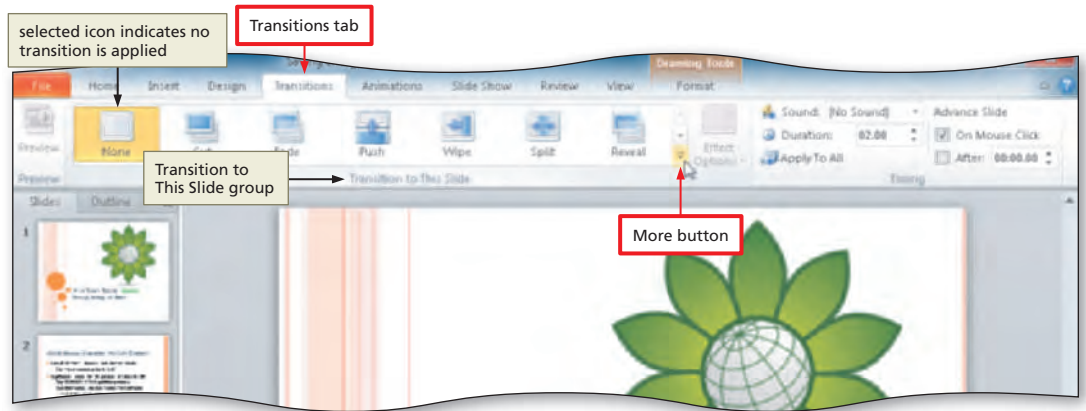 selected icon indicates no
transition is applied
Transitions tab
Drawing Tools
File Home Insert Design Transitions Animations Slide Show Review View Format
Preview None Fade Push Wipe Split Reveal Effect
Options
Sound: [No Sound] Advance Slide
Duration: 02.00 On Mouse Click
Apply To All After: 00:00.00
Preview Transition to This Slide Timing
Transition to
This Slide group
More button
Slides Outline
1
2